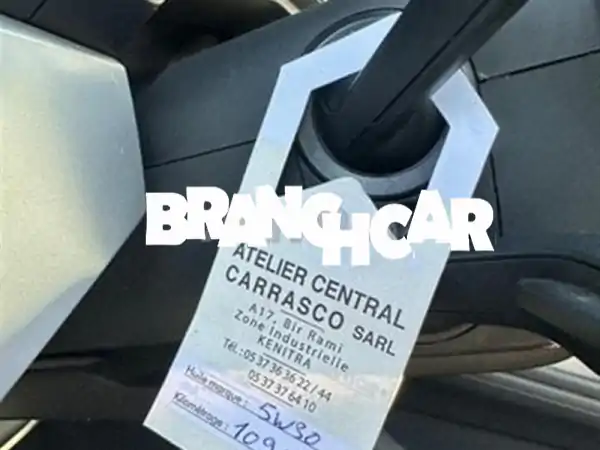 BRANCHCAR
ATELIER CENTRAL
CARRASCO SARL
A17, Bir Rami
Zone Industrielle
KENITRA
Tél.:05 37 36 36 22 / 44
05 37 37 64 10
Huile marque : 5W30
Kilométrage : 109